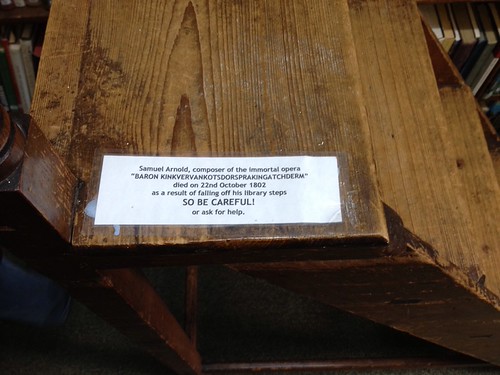 Samuel Arnold, composer of the immortal opera
"BARON KINKVERVANKOTSDORSPRAKINGATCHDERM"
died on 22nd October 1802
as a result of falling off his library steps
SO BE CAREFUL!
or ask for help.